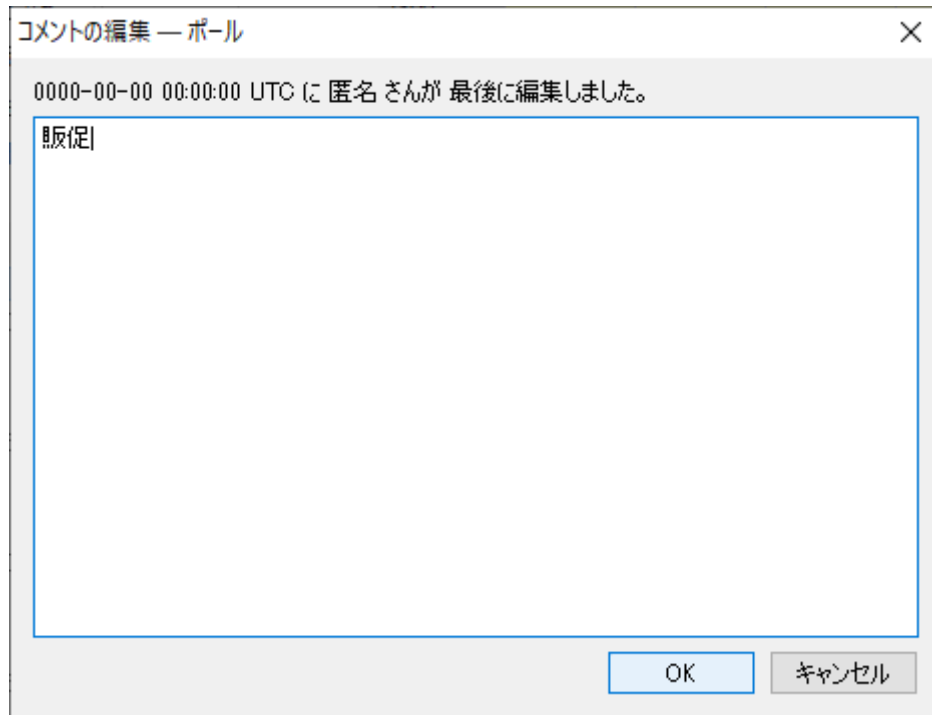 コメントの編集 — ポール
0000-00-00 00:00:00 UTC に 匿名 さんが 最後に編集しました。
販促
OK
キャンセル